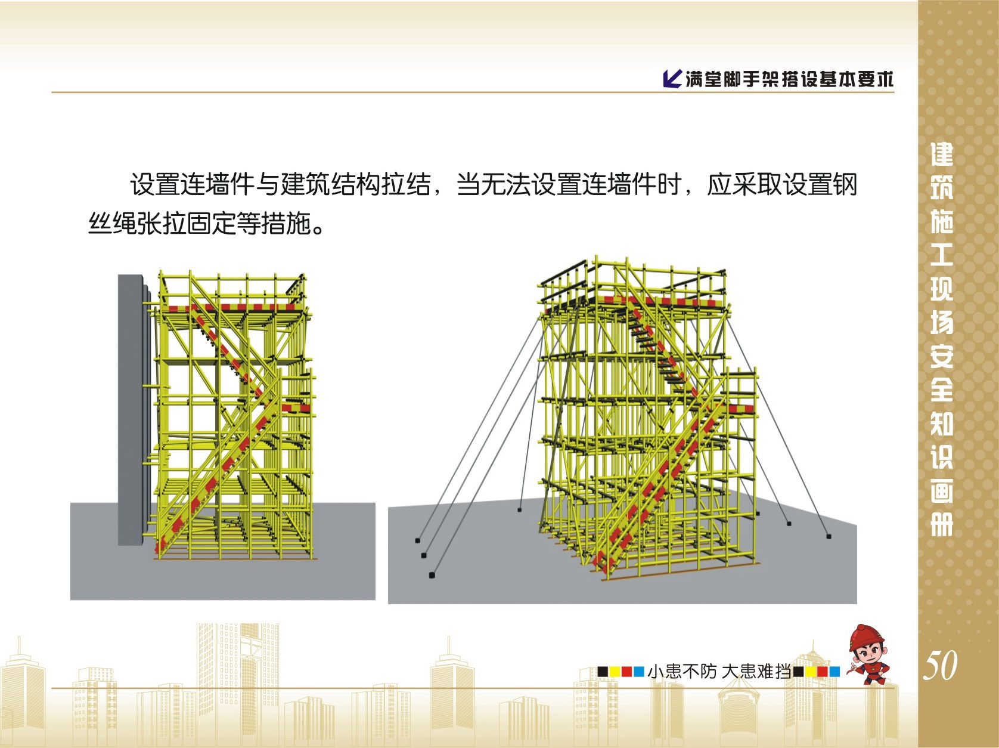 满堂脚手架搭设基本要求
设置连墙件与建筑结构拉结，当无法设置连墙件时，应采取设置钢
丝绳张拉固定等措施。
建筑施工现场安全知识画册
小患不防 大患难挡
50